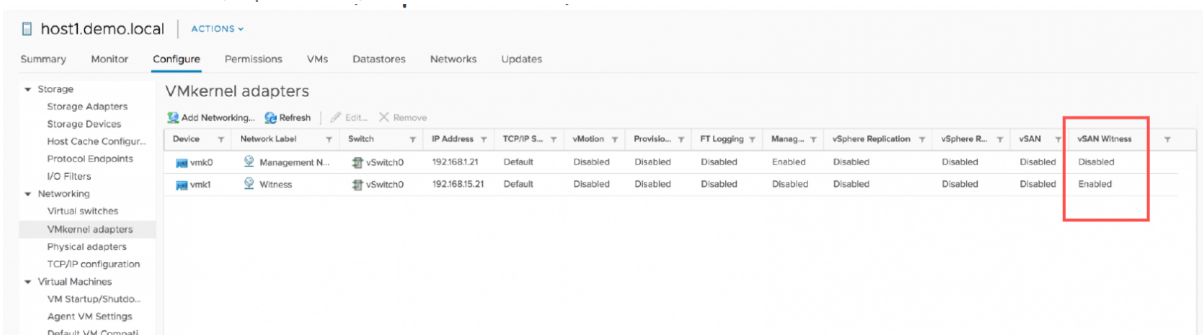 host1.demo.local ACTIONS
Summary Monitor Configure Permissions VMs Datastores Networks Updates
Storage
Storage Adapters
Storage Devices
Host Cache Configur...
Protocol Endpoints
I/O Filters
Networking
Virtual switches
VMkernel adapters
Physical adapters
TCP/IP configuration
Virtual Machines
VM Startup/Shutdo...
Agent VM Settings
Default VM Compati...
VMkernel adapters
Add Networking... Refresh Edit... Remove
Device Network Label Switch IP Address TCP/IP S... vMotion Provisio... FT Logging Manag... vSphere Replication vSphere R... vSAN vSAN Witness
vmk0 Management N... vSwitch0 192.168.1.21 Default Disabled Disabled Disabled Enabled Disabled Disabled Disabled Disabled
vmk1 Witness vSwitch0 192.168.15.21 Default Disabled Disabled Disabled Disabled Disabled Disabled Disabled Enabled